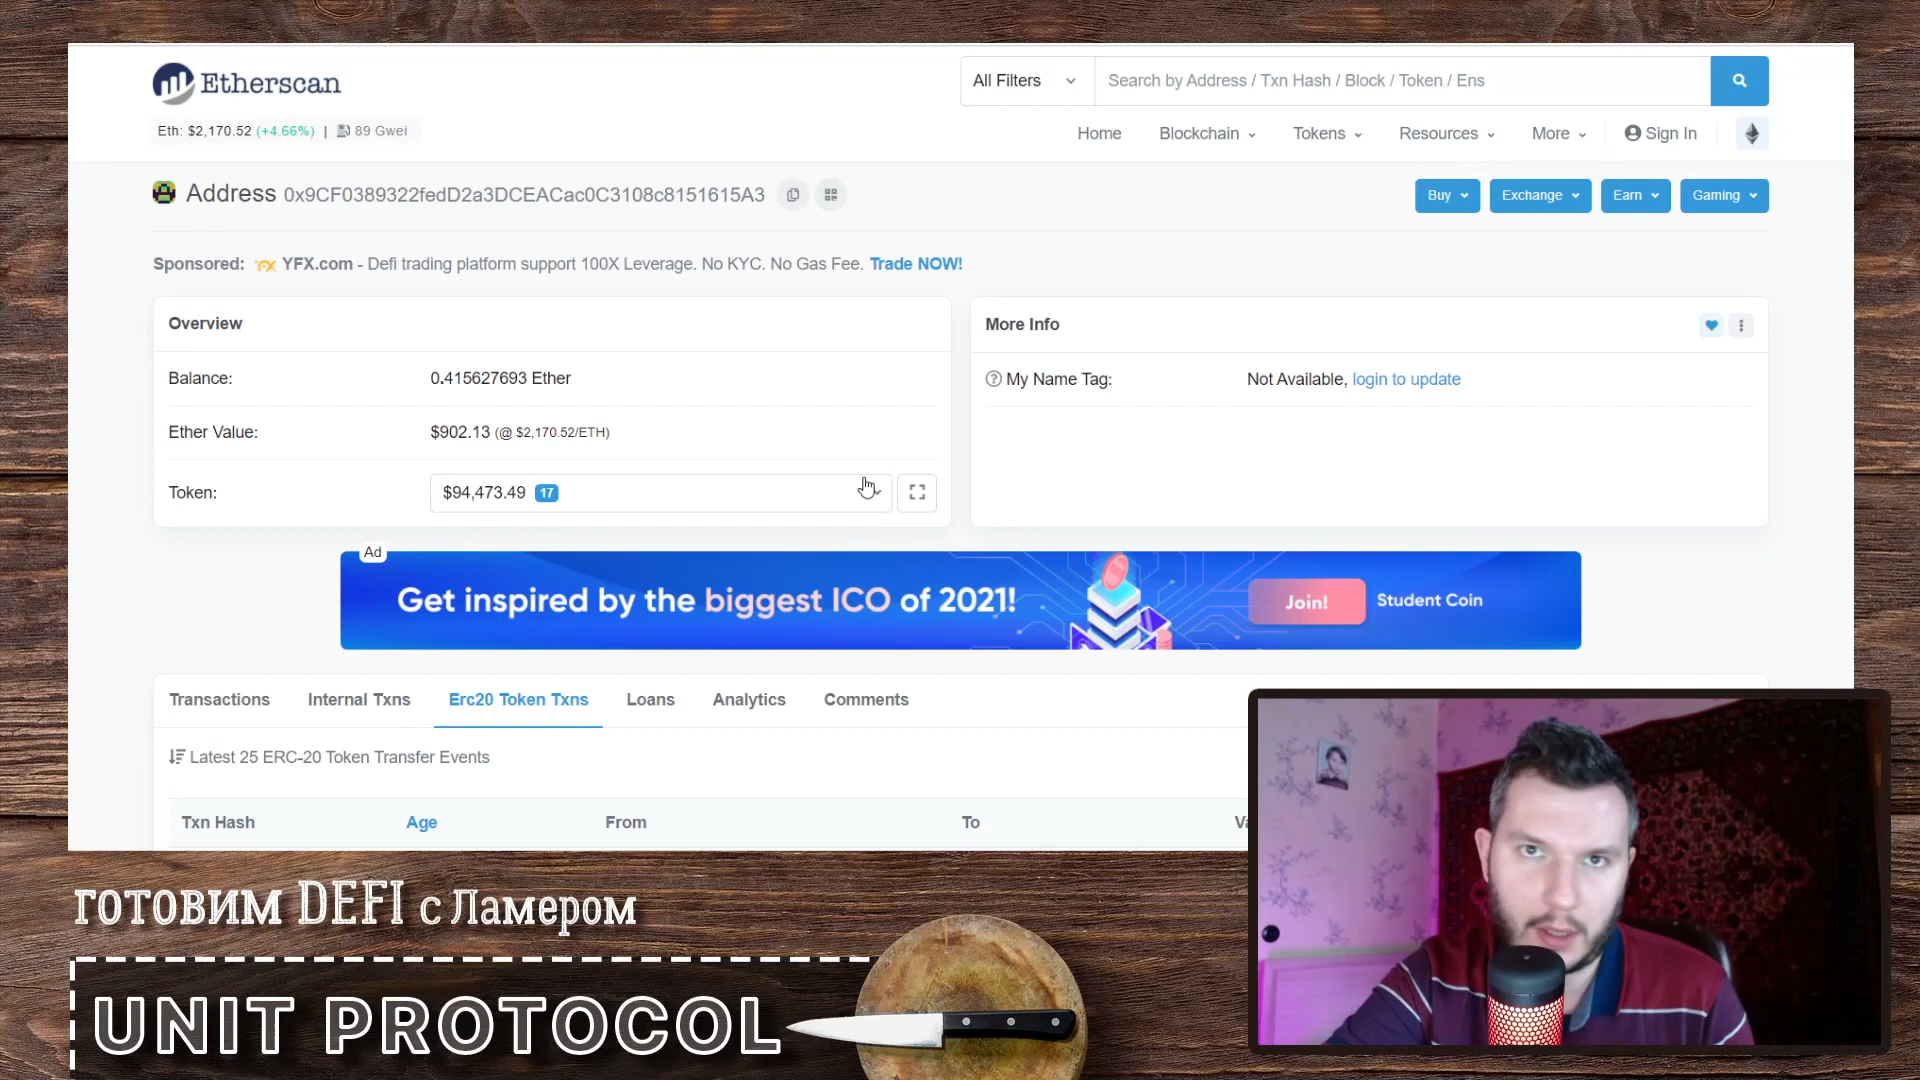 Etherscan
All Filters
Search by Address / Txn Hash / Block / Token / Ens
Eth: $2,170.52 (+4.66%) | 89 Gwei
Home Blockchain Tokens Resources More Sign In
Address 0x9CF0389322fedD2a3DCEACac0C3108c8151615A3
Buy Exchange Earn Gaming
Sponsored: YFX YFX.com - Defi trading platform support 100X Leverage. No KYC. No Gas Fee. Trade NOW!
Overview
Balance: 0.415627693 Ether
Ether Value: $902.13 (@ $2,170.52/ETH)
Token: $94,473.49 17
More Info
My Name Tag: Not Available, login to update
Ad
Get inspired by the biggest ICO of 2021! Join! Student Coin
Transactions Internal Txns Erc20 Token Txns Loans Analytics Comments
Latest 25 ERC-20 Token Transfer Events
Txn Hash Age From To
готовим DEFI с Ламером
UNIT PROTOCOL